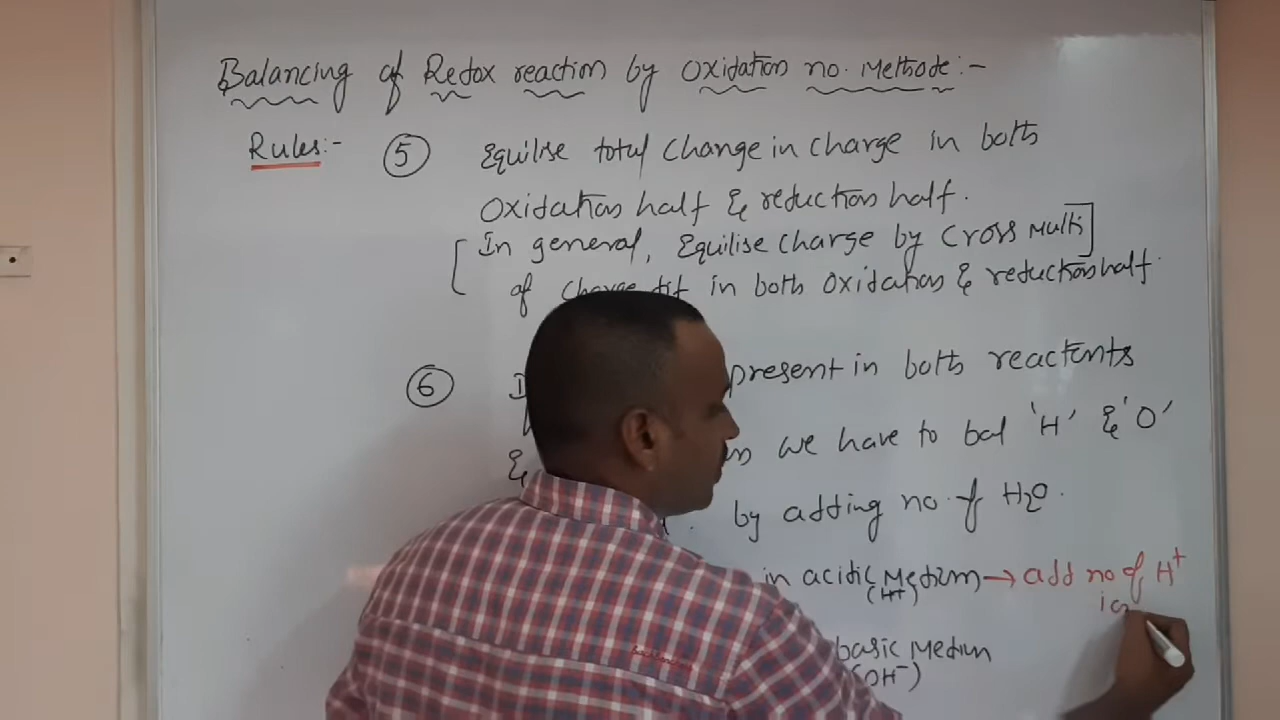 Balancing of Redox reaction by Oxidation no. Methode:-
Rules:- 5 Equilise total change in charge in both
Oxidation half & reduction half.
[In general, Equilise charge by Cross Multi]
of charge in both Oxidation & reduction half.
6 present in both reactents
& we have to bal 'H' & 'O'
by adding no. of H2O.
in acidic Medium → add no of H+
(H+)
basic Medium
(OH-)